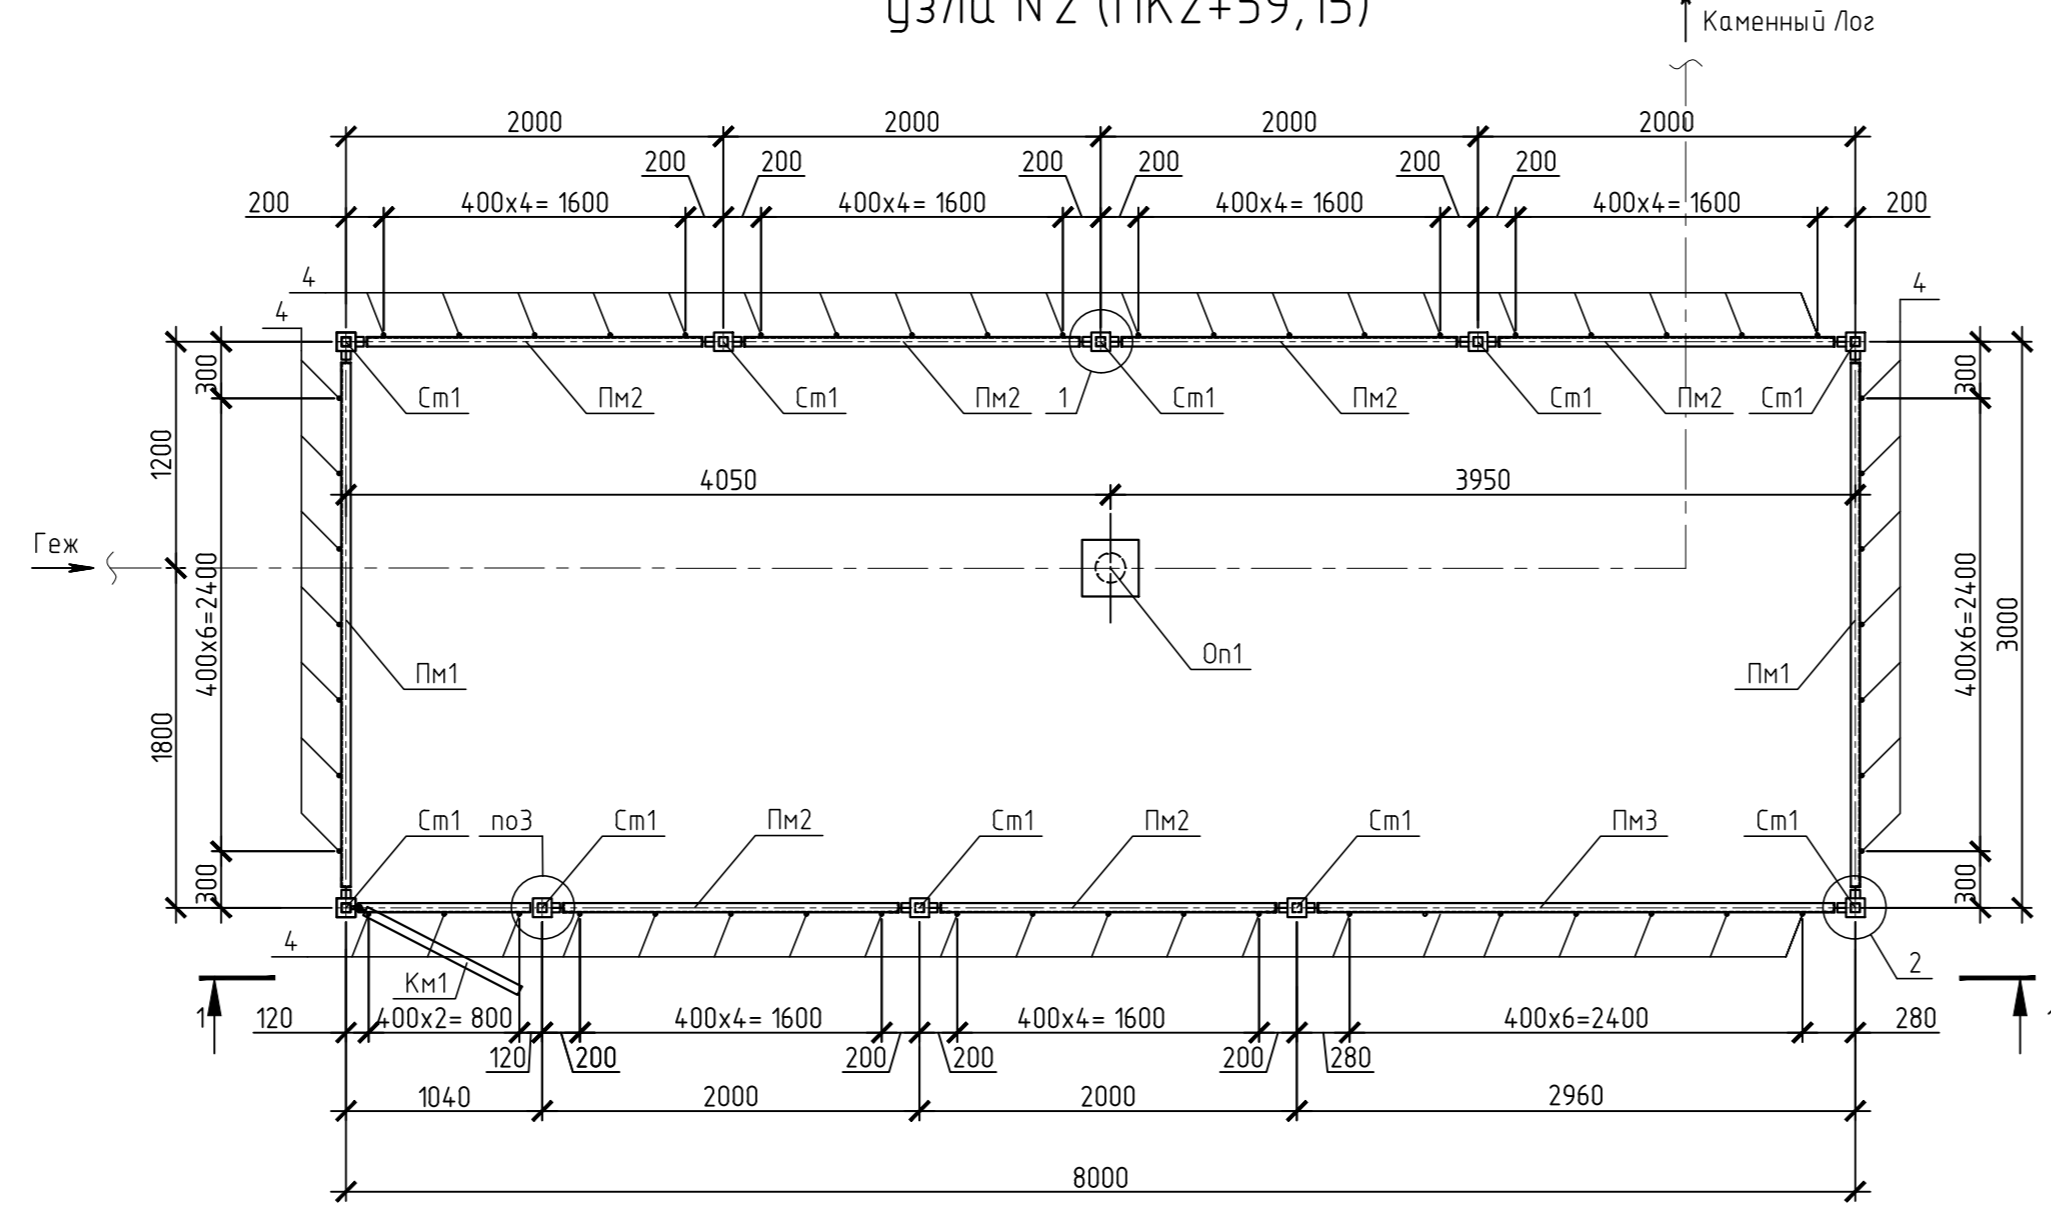 узла N2 (ПК2+59,15)
Каменный Лог
2000 2000 2000 2000
200 200 200 200 200 200
200 400х4= 1600 400х4= 1600 400х4= 1600 400х4= 1600 200
4 4
4
300 300
Ст1 Пм2 Ст1 Пм2 1 Ст1 Пм2 Ст1 Пм2 Ст1
1200
4050 3950
Геж
400х6=2400 400х6=2400 3000
Оп1
Пм1 Пм1
1800
Ст1 по3 Ст1 Пм2 Ст1 Пм2 Ст1 Пм3 Ст1
300 300
4
Км1 2
1 120 400х2= 800 400х4= 1600 400х4= 1600 400х6=2400 280
120 200 200 200 200 280
1040 2000 2000 2960
8000